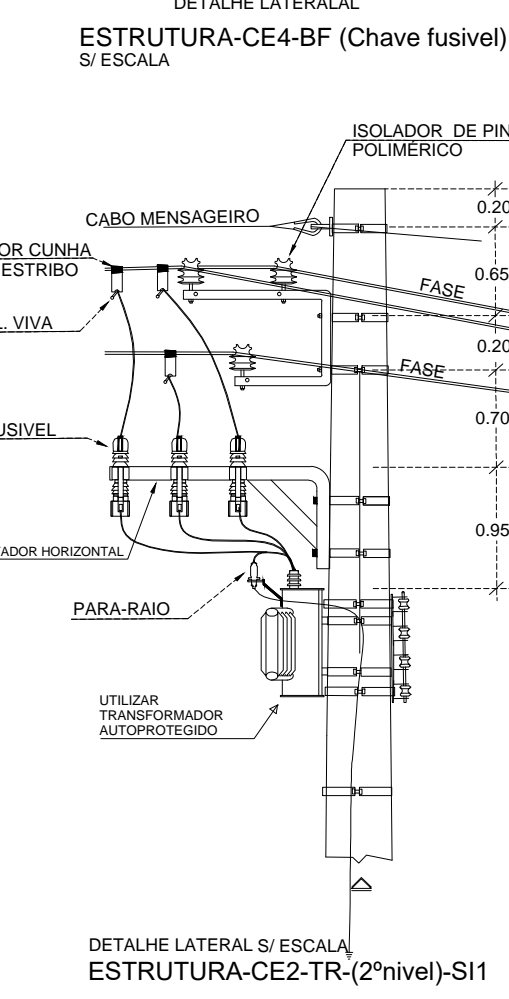 DETALHE LATERALAL
ESTRUTURA-CE4-BF (Chave fusivel)
S/ ESCALA
ISOLADOR DE PIN
POLIMÉRICO
0.20
CABO MENSAGEIRO
OR CUNHA
ESTRIBO
0.65
FASE
L. VIVA
0.20
FASE
0.70
USIVEL
0.95
TADOR HORIZONTAL
PARA-RAIO
UTILIZAR
TRANSFORMADOR
AUTOPROTEGIDO
DETALHE LATERAL S/ ESCALA
ESTRUTURA-CE2-TR-(2ºnivel)-SI1